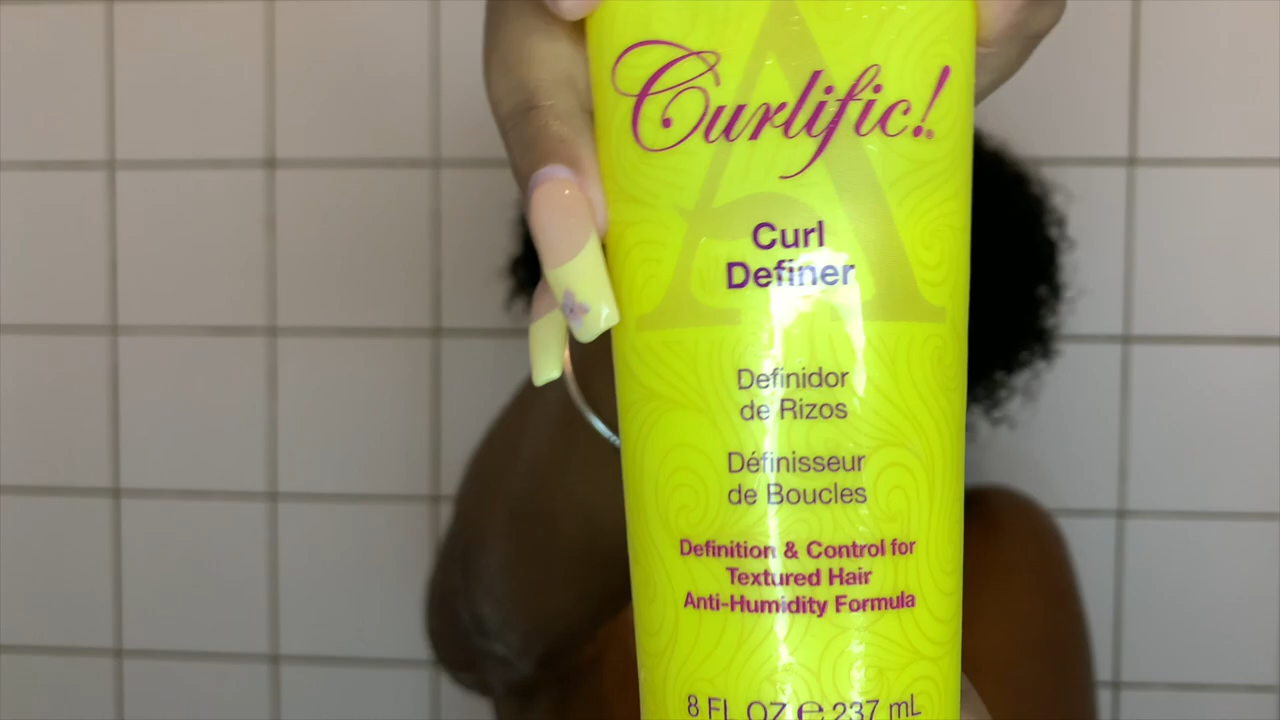 Curlific!®
Curl
Definer
Definidor
de Rizos
Définisseur
de Boucles
Definition & Control for
Textured Hair
Anti-Humidity Formula
8 FL OZ ℮ 237 mL